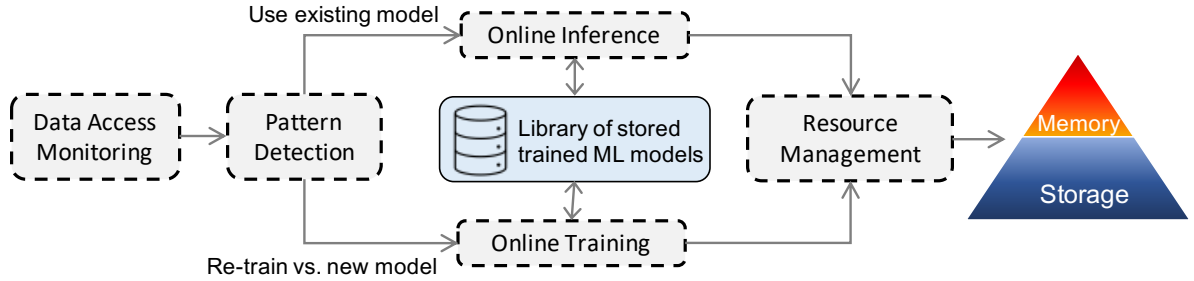 Use existing model
Online Inference
Data Access
Monitoring
Pattern
Detection
Library of stored
trained ML models
Resource
Management
Memory
Storage
Online Training
Re-train vs. new model